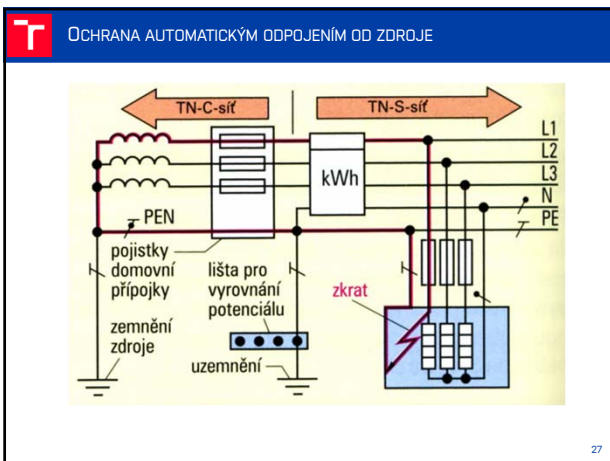 OCHRANA AUTOMATICKÝM ODPOJENÍM OD ZDROJE
TN-C-síť
TN-S-síť
L1
L2
L3
N
PE
kWh
PEN
pojistky
domovní
přípojky
lišta pro
vyrovnání
potenciálu
zkrat
zemnění
zdroje
uzemnění
27